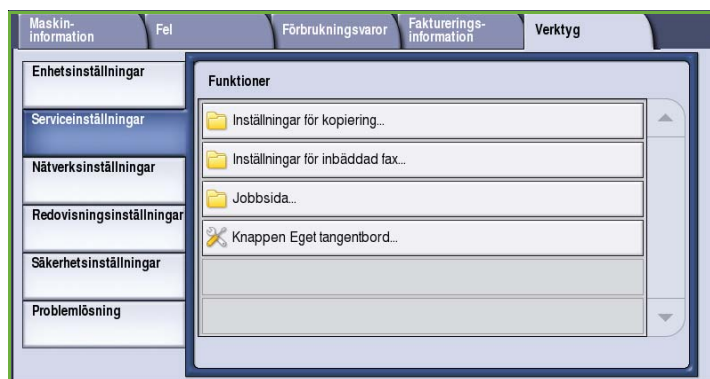 Maskin-
information
Fel
Förbrukningsvaror
Fakturerings-
information
Verktyg
Enhetsinställningar
Serviceinställningar
Nätverksinställningar
Redovisningsinställningar
Säkerhetsinställningar
Problemlösning
Funktioner
Inställningar för kopiering...
Inställningar för inbäddad fax...
Jobbsida...
Knappen Eget tangentbord...